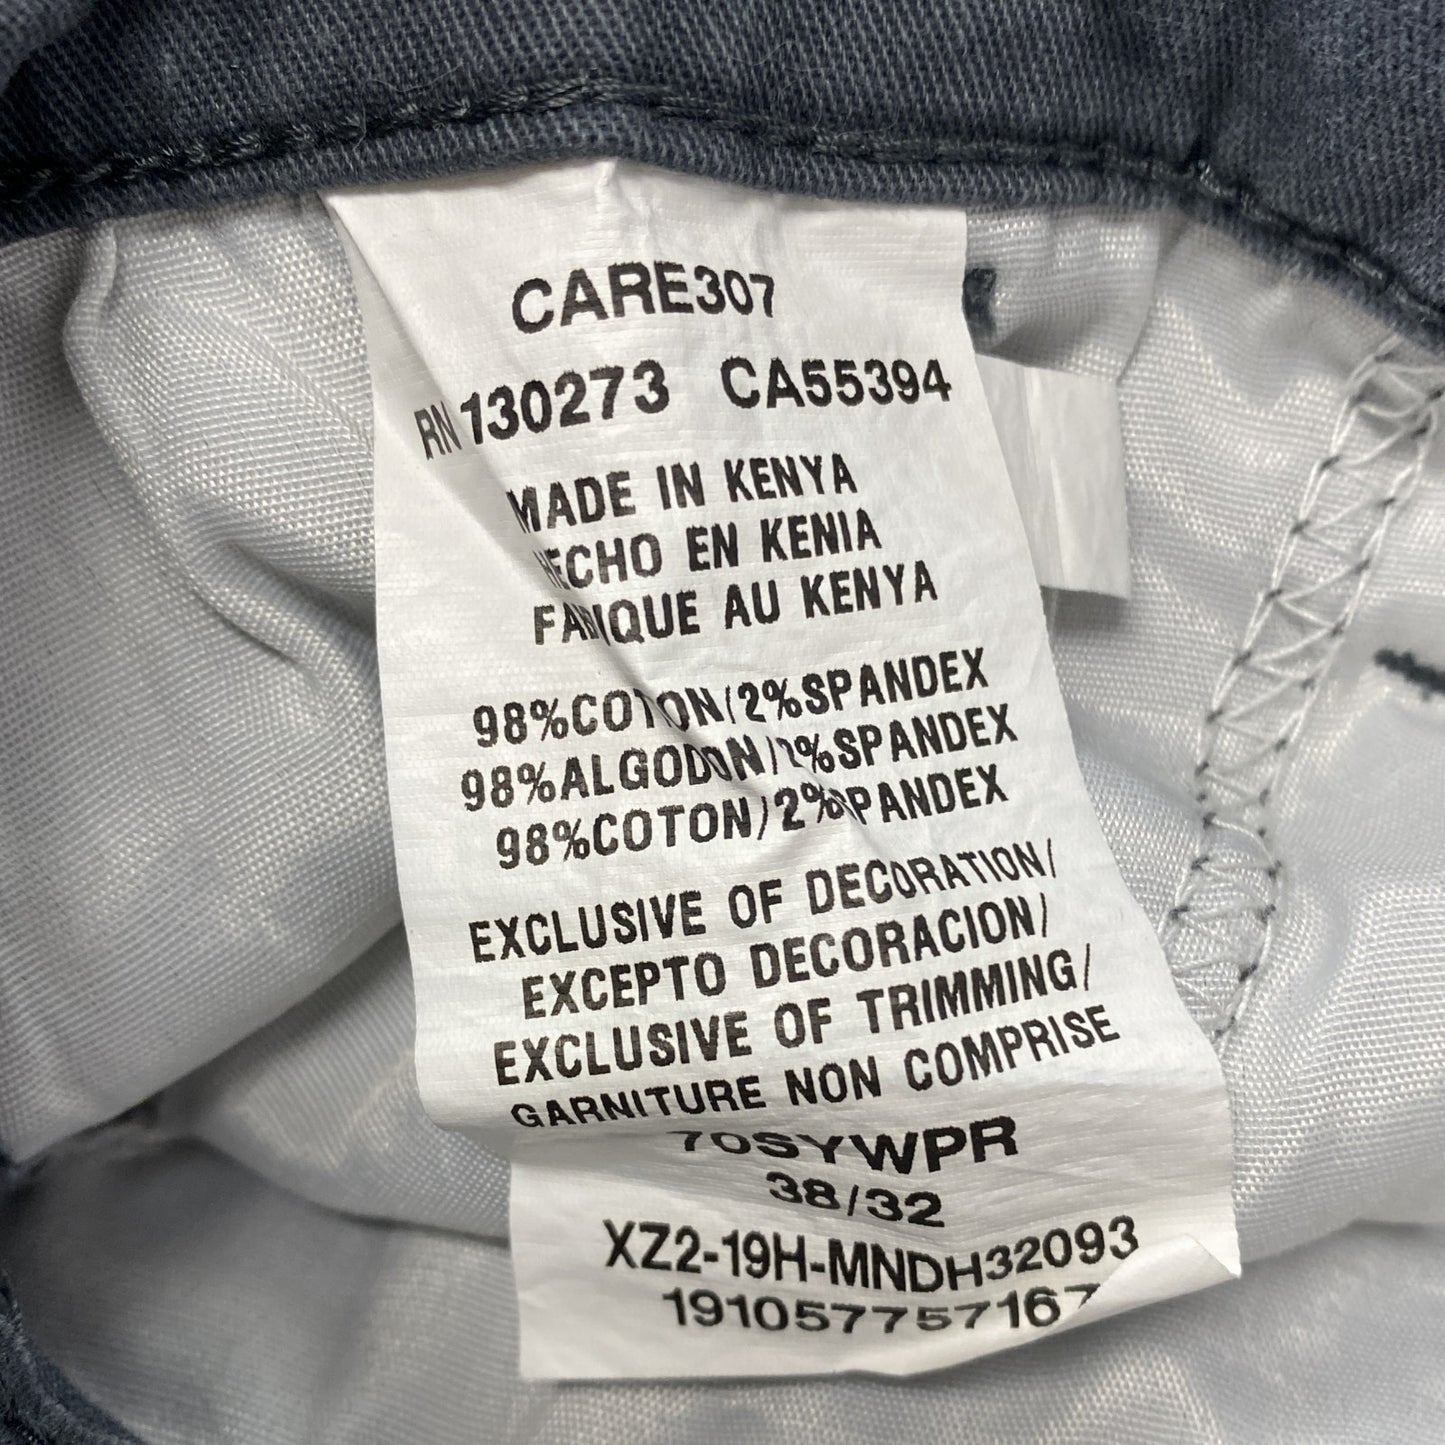 CARE307
RN 130273 CA55394
MADE IN KENYA
HECHO EN KENIA
FABRIQUE AU KENYA
98%COTON/2%SPANDEX
98%ALGODON/2%SPANDEX
98%COTON/2%SPANDEX
EXCLUSIVE OF DECORATION/
EXCEPTO DECORACION/
EXCLUSIVE OF TRIMMING/
GARNITURE NON COMPRISE
70SYWPR
38/32
XZ2-19H-MNDH32093
191057757167